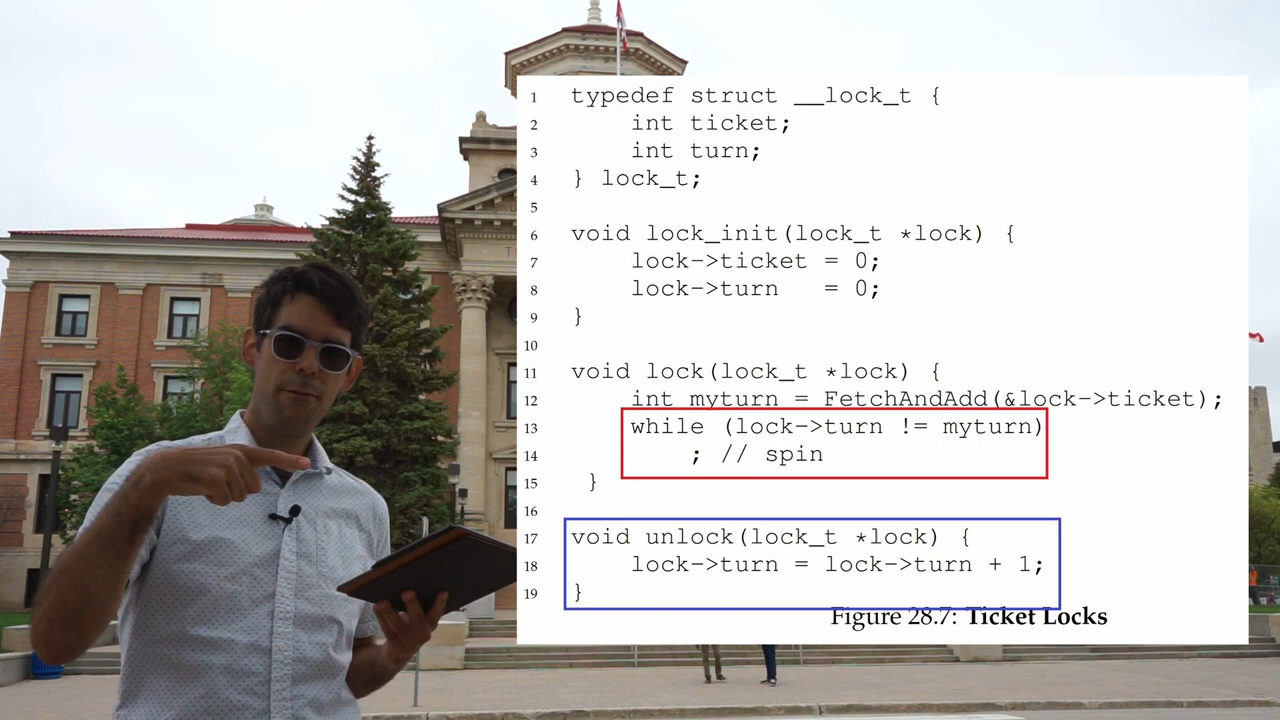 1 typedef struct __lock_t {
2 int ticket;
3 int turn;
4 } lock_t;
5
6 void lock_init(lock_t *lock) {
7 lock->ticket = 0;
8 lock->turn = 0;
9 }
10
11 void lock(lock_t *lock) {
12 int myturn = FetchAndAdd(&lock->ticket);
13 while (lock->turn != myturn)
14 ; // spin
15 }
16
17 void unlock(lock_t *lock) {
18 lock->turn = lock->turn + 1;
19 }
Figure 28.7: Ticket Locks